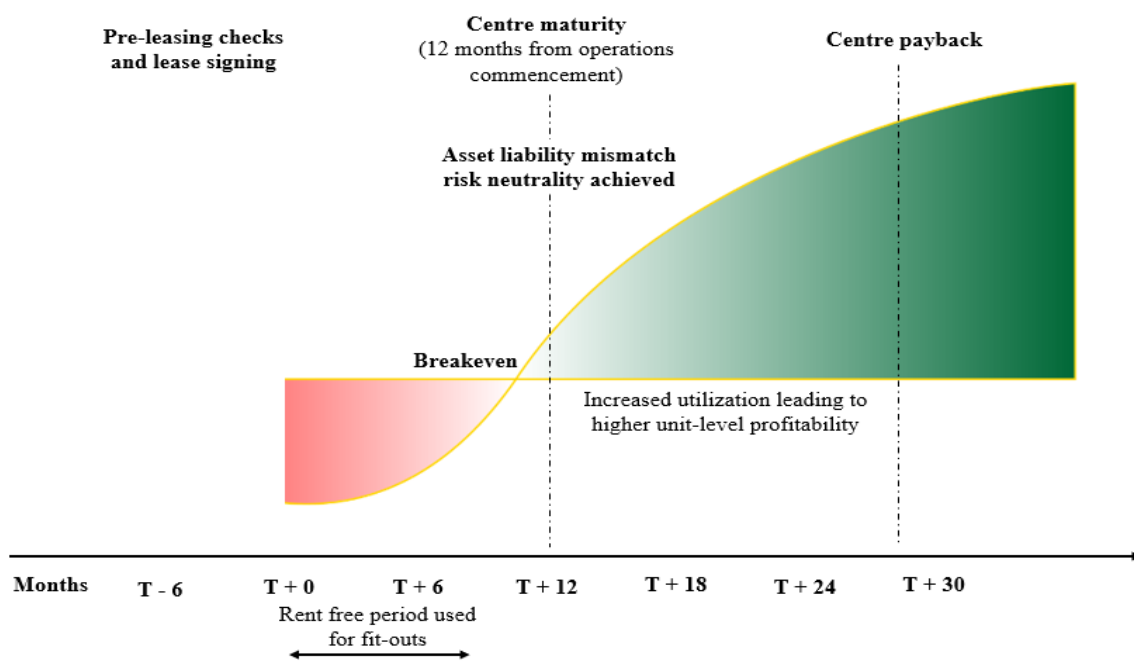 Pre-leasing checks
and lease signing
Centre maturity
(12 months from operations
commencement)
Centre payback
Asset liability mismatch
risk neutrality achieved
Breakeven
Increased utilization leading to
higher unit-level profitability
Months T - 6 T + 0 T + 6 T + 12 T + 18 T + 24 T + 30
Rent free period used
for fit-outs